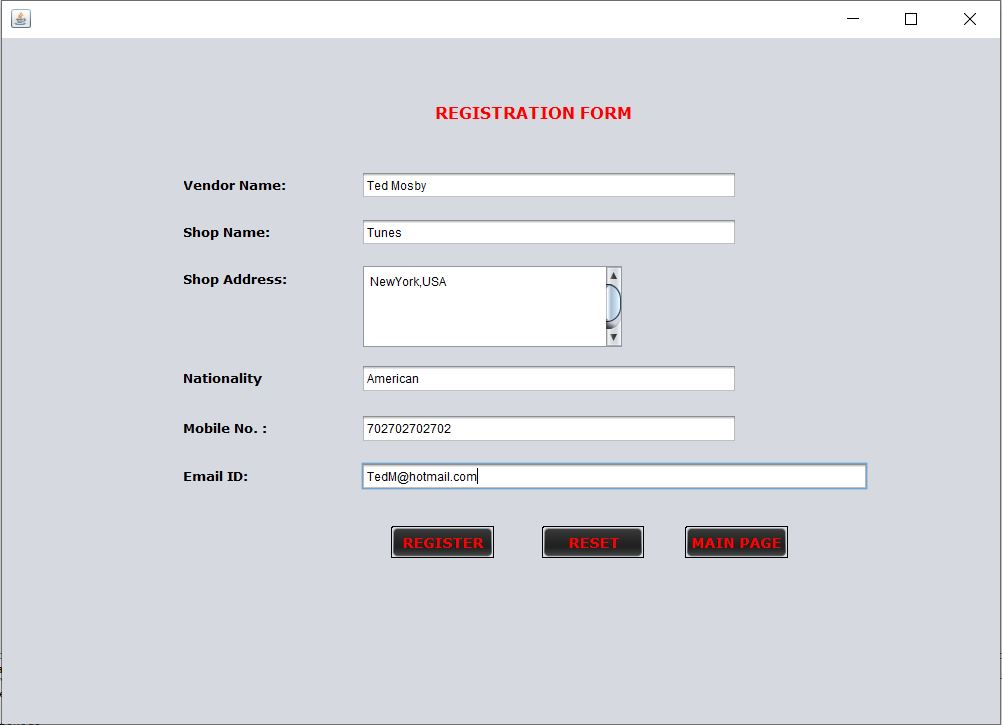 REGISTRATION FORM
Vendor Name: Ted Mosby
Shop Name: Tunes
Shop Address: NewYork,USA
Nationality American
Mobile No. : 702702702702
Email ID: TedM@hotmail.com
REGISTER RESET MAIN PAGE